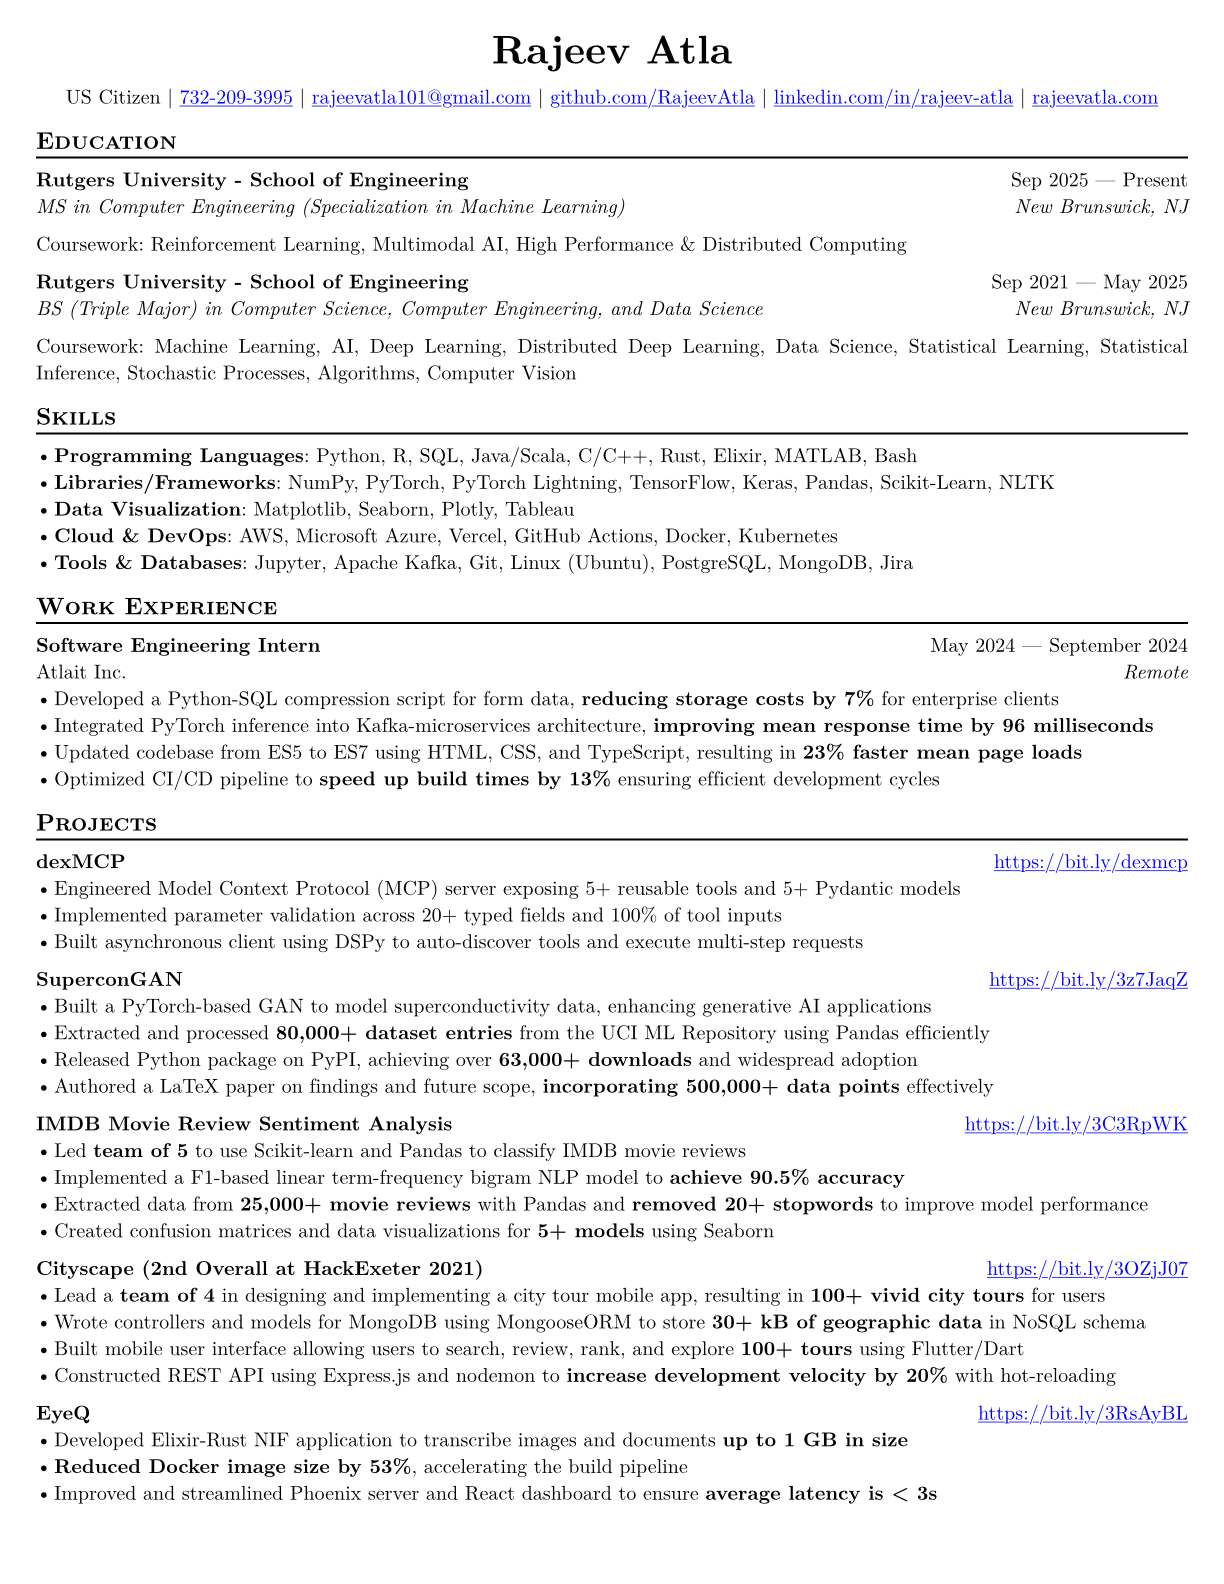 Rajeev Atla
US Citizen | 732-209-3995 | rajeevatla101@gmail.com | github.com/RajeevAtla | linkedin.com/in/rajeev-atla | rajeevatla.com
Education
Rutgers University - School of Engineering Sep 2025 — Present
MS in Computer Engineering (Specialization in Machine Learning) New Brunswick, NJ
Coursework: Reinforcement Learning, Multimodal AI, High Performance & Distributed Computing
Rutgers University - School of Engineering Sep 2021 — May 2025
BS (Triple Major) in Computer Science, Computer Engineering, and Data Science New Brunswick, NJ
Coursework: Machine Learning, AI, Deep Learning, Distributed Deep Learning, Data Science, Statistical Learning, Statistical
Inference, Stochastic Processes, Algorithms, Computer Vision
Skills
• Programming Languages: Python, R, SQL, Java/Scala, C/C++, Rust, Elixir, MATLAB, Bash
• Libraries/Frameworks: NumPy, PyTorch, PyTorch Lightning, TensorFlow, Keras, Pandas, Scikit-Learn, NLTK
• Data Visualization: Matplotlib, Seaborn, Plotly, Tableau
• Cloud & DevOps: AWS, Microsoft Azure, Vercel, GitHub Actions, Docker, Kubernetes
• Tools & Databases: Jupyter, Apache Kafka, Git, Linux (Ubuntu), PostgreSQL, MongoDB, Jira
Work Experience
Software Engineering Intern May 2024 — September 2024
Atlait Inc. Remote
• Developed a Python-SQL compression script for form data, reducing storage costs by 7% for enterprise clients
• Integrated PyTorch inference into Kafka-microservices architecture, improving mean response time by 96 milliseconds
• Updated codebase from ES5 to ES7 using HTML, CSS, and TypeScript, resulting in 23% faster mean page loads
• Optimized CI/CD pipeline to speed up build times by 13% ensuring efficient development cycles
Projects
dexMCP https://bit.ly/dexmcp
• Engineered Model Context Protocol (MCP) server exposing 5+ reusable tools and 5+ Pydantic models
• Implemented parameter validation across 20+ typed fields and 100% of tool inputs
• Built asynchronous client using DSPy to auto-discover tools and execute multi-step requests
SuperconGAN https://bit.ly/3z7JaqZ
• Built a PyTorch-based GAN to model superconductivity data, enhancing generative AI applications
• Extracted and processed 80,000+ dataset entries from the UCI ML Repository using Pandas efficiently
• Released Python package on PyPI, achieving over 63,000+ downloads and widespread adoption
• Authored a LaTeX paper on findings and future scope, incorporating 500,000+ data points effectively
IMDB Movie Review Sentiment Analysis https://bit.ly/3C3RpWK
• Led team of 5 to use Scikit-learn and Pandas to classify IMDB movie reviews
• Implemented a F1-based linear term-frequency bigram NLP model to achieve 90.5% accuracy
• Extracted data from 25,000+ movie reviews with Pandas and removed 20+ stopwords to improve model performance
• Created confusion matrices and data visualizations for 5+ models using Seaborn
Cityscape (2nd Overall at HackExeter 2021) https://bit.ly/3OZjJ07
• Lead a team of 4 in designing and implementing a city tour mobile app, resulting in 100+ vivid city tours for users
• Wrote controllers and models for MongoDB using MongooseORM to store 30+ kB of geographic data in NoSQL schema
• Built mobile user interface allowing users to search, review, rank, and explore 100+ tours using Flutter/Dart
• Constructed REST API using Express.js and nodemon to increase development velocity by 20% with hot-reloading
EyeQ https://bit.ly/3RsAyBL
• Developed Elixir-Rust NIF application to transcribe images and documents up to 1 GB in size
• Reduced Docker image size by 53%, accelerating the build pipeline
• Improved and streamlined Phoenix server and React dashboard to ensure average latency is < 3s